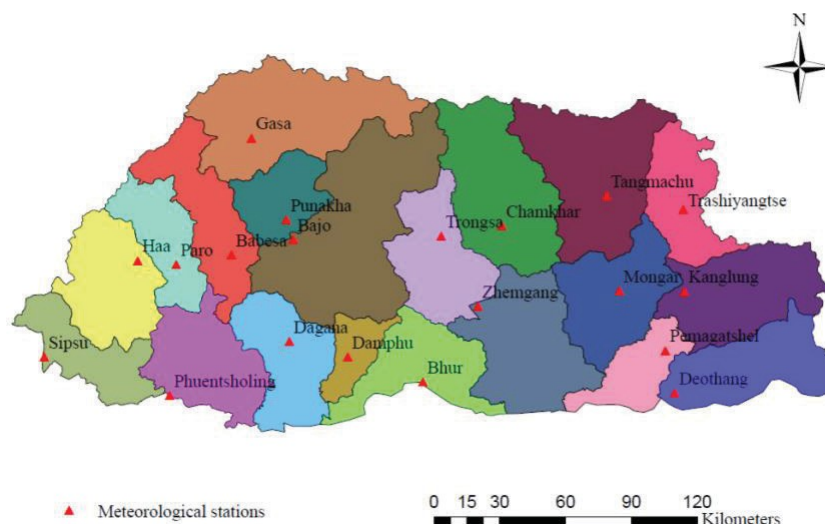 N
Gasa
Tangmachu
Trashiyangtse
Punakha
Chamkhar
Bajo
Trongsa
Babesa
Haa
Paro
Mongar
Kanglung
Zhemgang
Dagana
Sipsu
Damphu
Pemagatshel
Bhur
Phuentsholing
Deothang
Meteorological stations
0 15 30 60 90 120
Kilometers